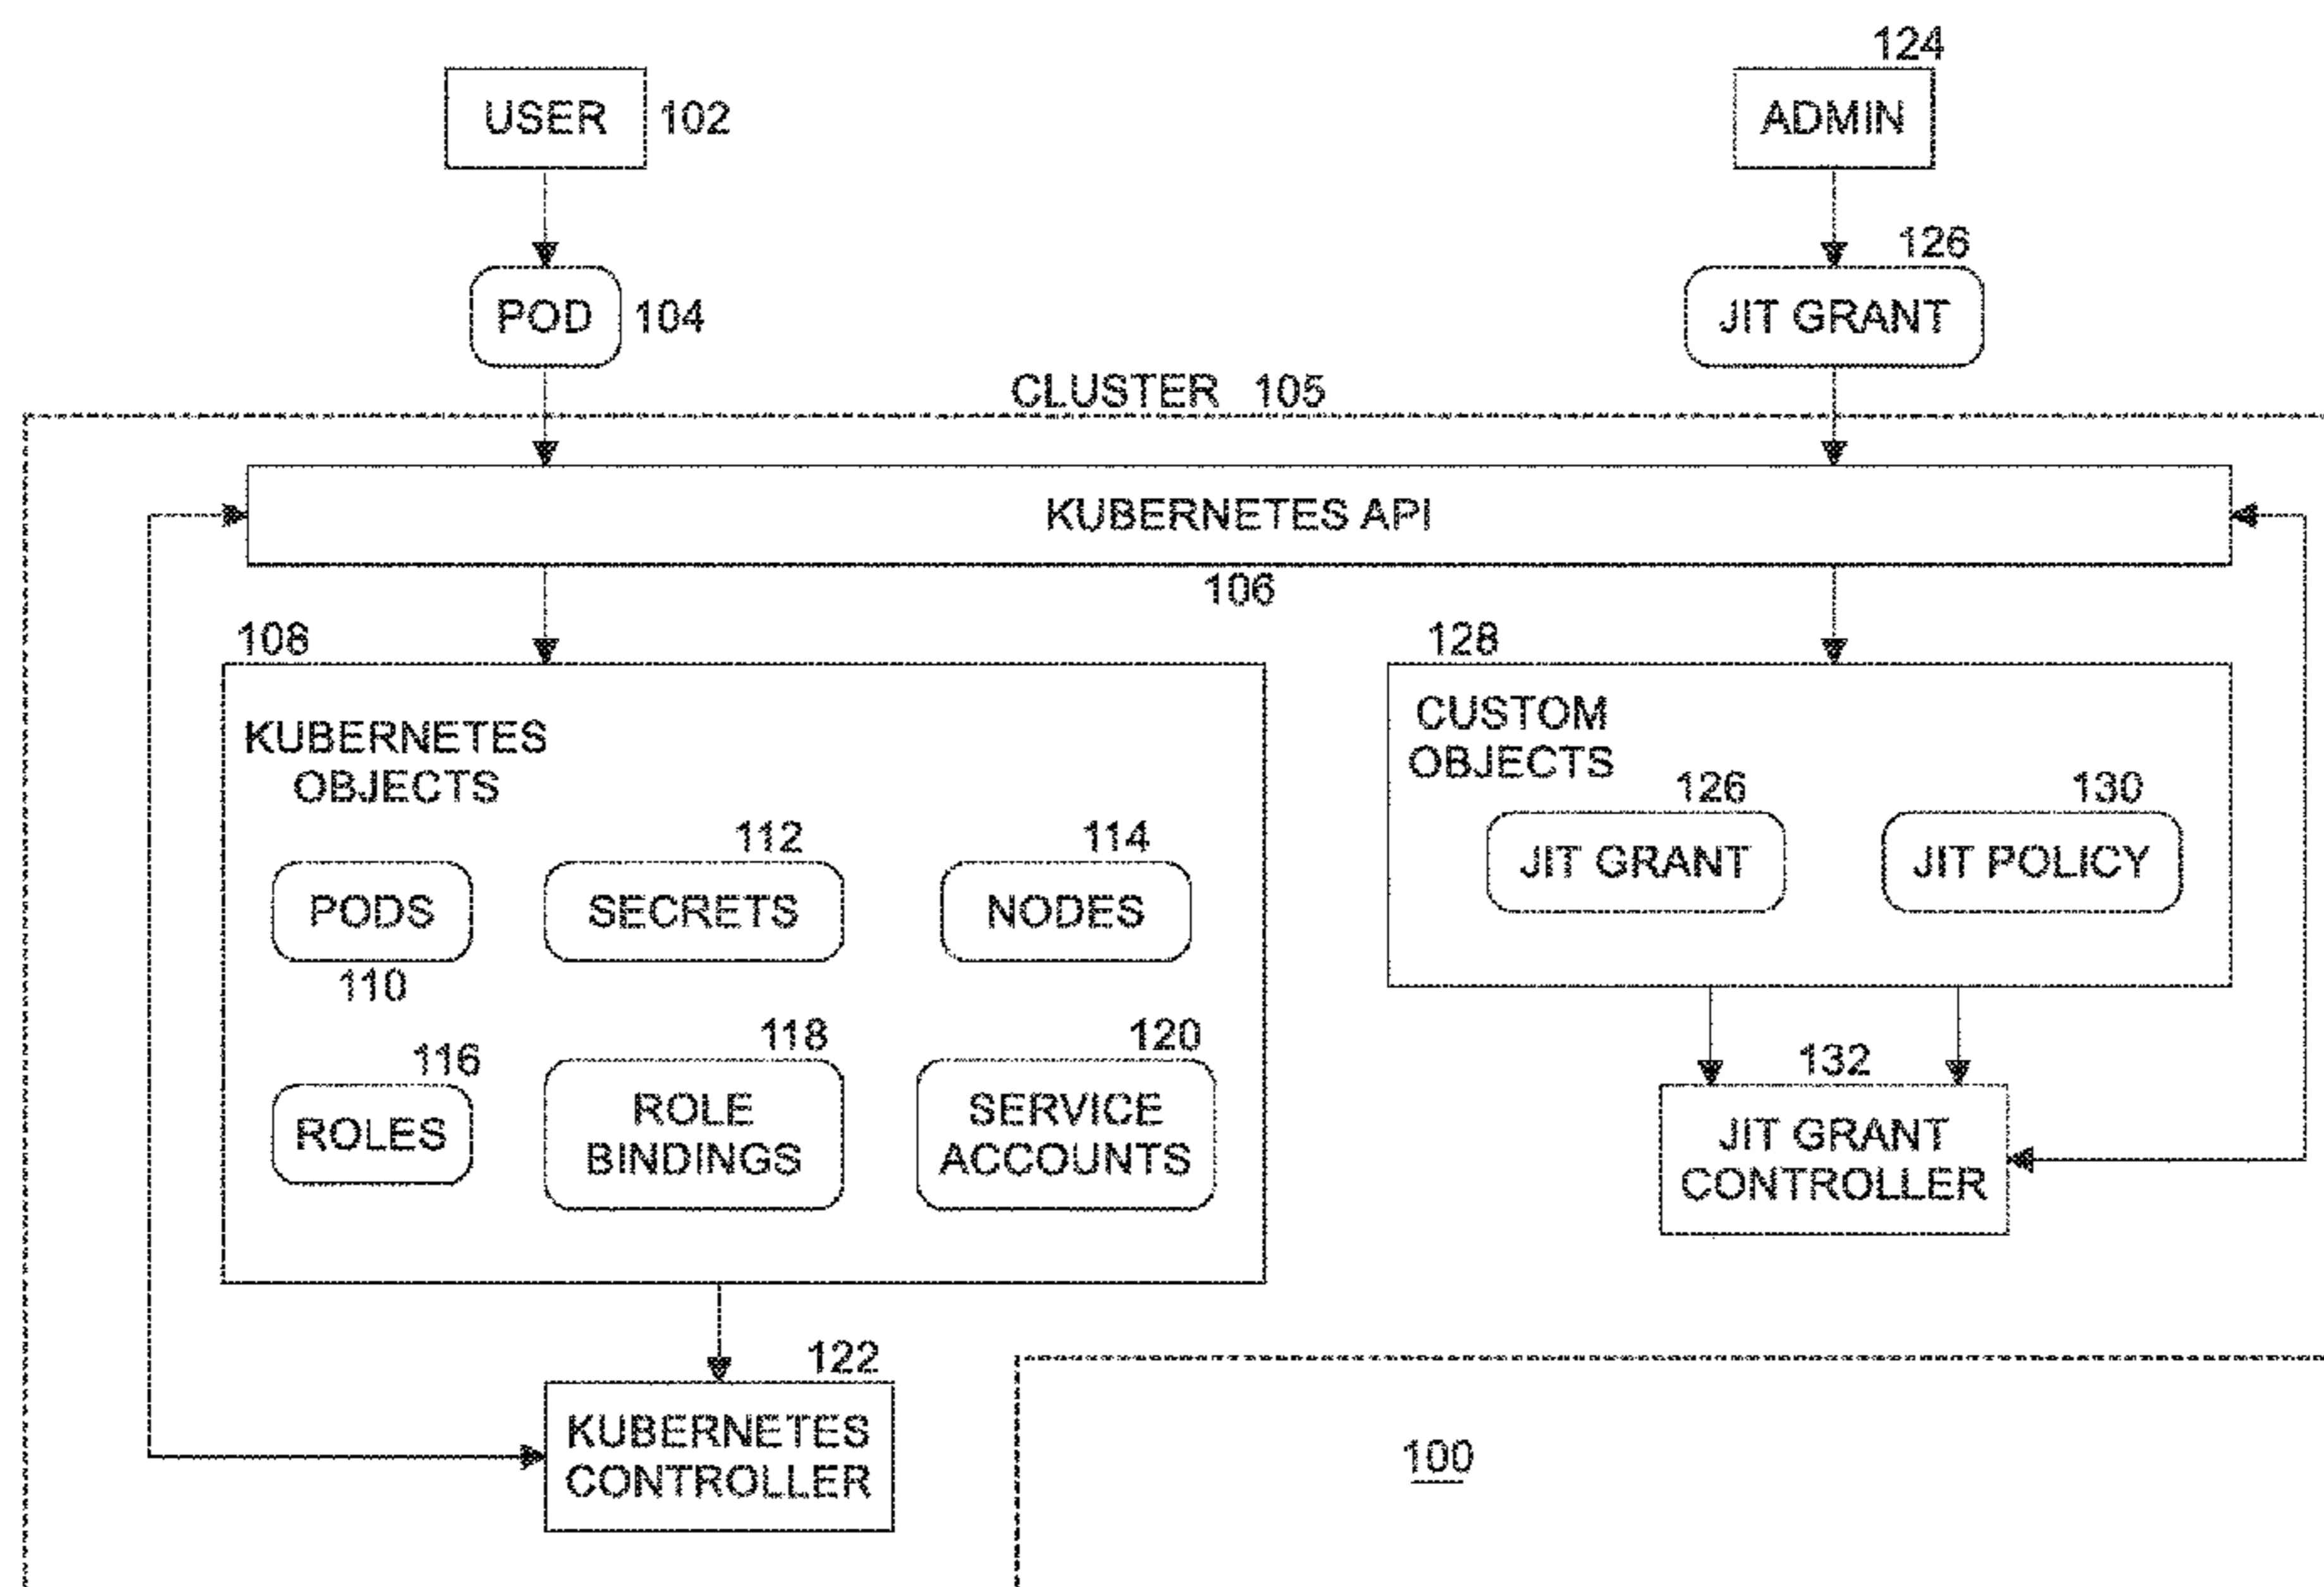 124
USER 102
ADMIN
126
POD 104
JIT GRANT
CLUSTER 105
KUBERNETES API
106
108
128
KUBERNETES
OBJECTS
CUSTOM
OBJECTS
126
130
JIT GRANT
JIT POLICY
112
114
PODS
SECRETS
NODES
110
116
118
120
ROLES
ROLE
BINDINGS
SERVICE
ACCOUNTS
132
JIT GRANT
CONTROLLER
122
KUBERNETES
CONTROLLER
100